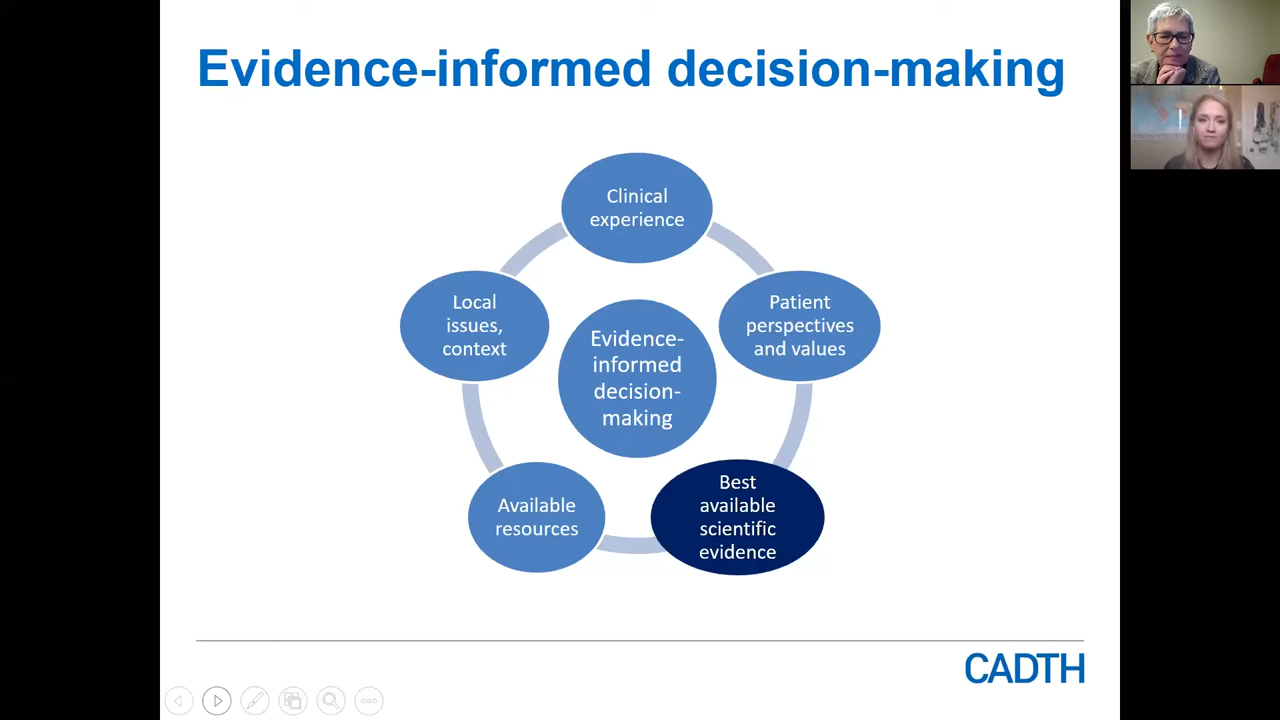 Evidence-informed decision-making
Clinical
experience
Patient
perspectives
and values
Best
available
scientific
evidence
Available
resources
Local
issues,
context
Evidence-
informed
decision-
making
CADTH